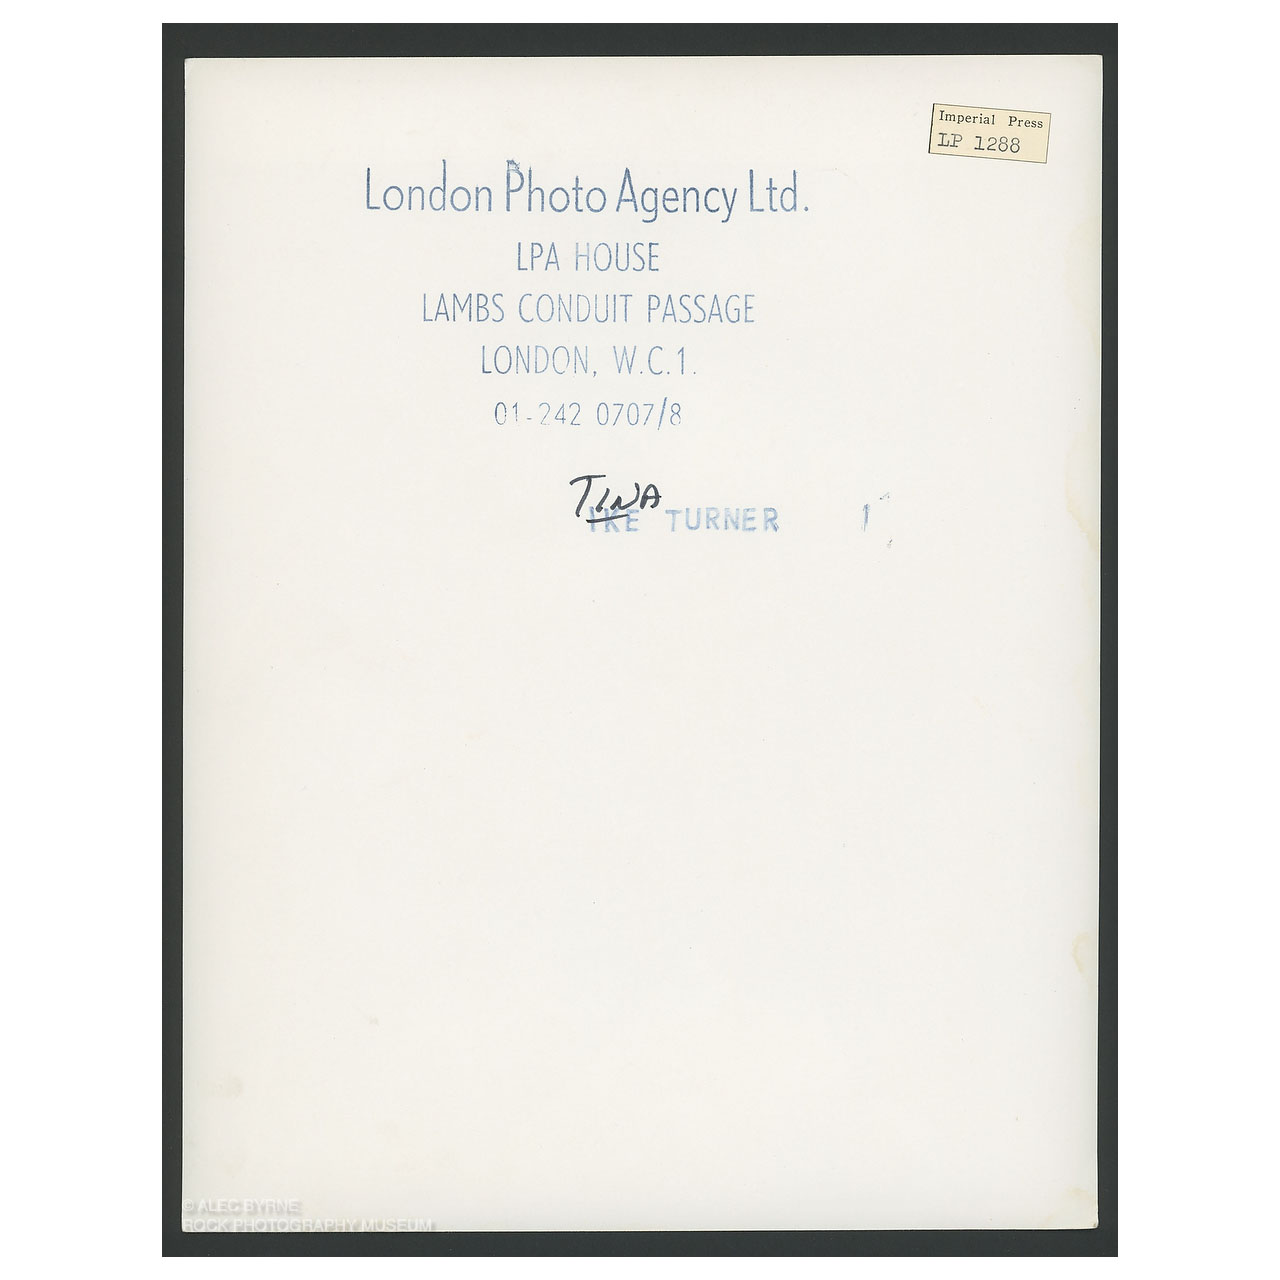 Imperial Press
LP 1288
London Photo Agency Ltd.
LPA HOUSE
LAMBS CONDUIT PASSAGE
LONDON, W.C.1.
01-242 0707/8
TINA
IKE TURNER
© ALEC BYRNE
ROCK PHOTOGRAPHY MUSEUM